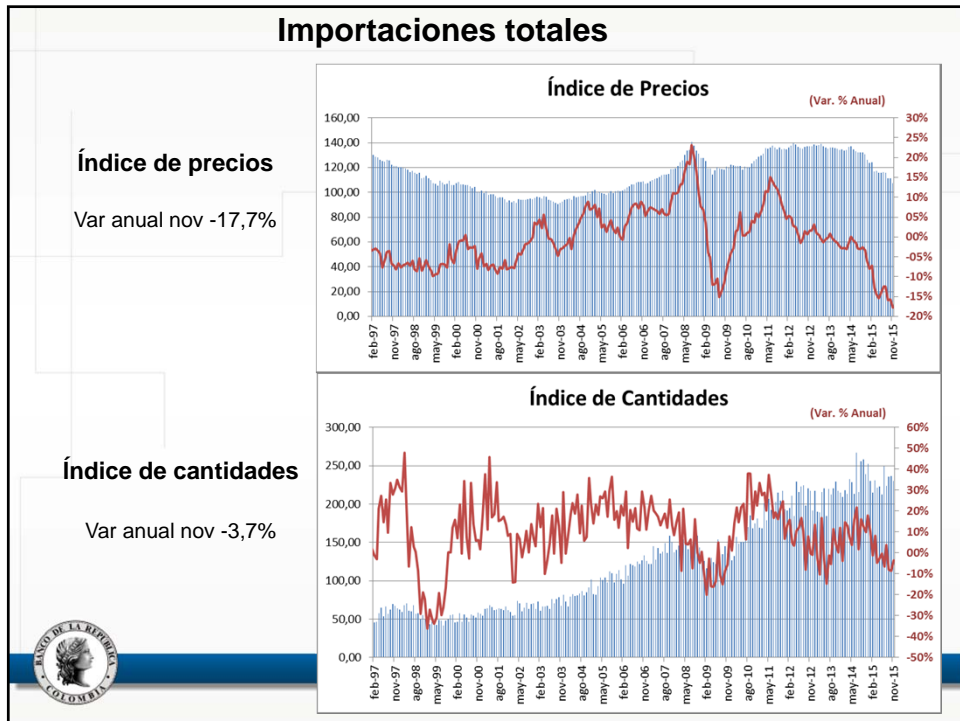 Importaciones totales
Índice de precios
Var anual nov -17,7%
Índice de Precios
(Var. % Anual)
160,00
140,00
120,00
100,00
80,00
60,00
40,00
20,00
0,00
30%
25%
20%
15%
10%
05%
00%
-05%
-10%
-15%
-20%
feb-97
nov-97
ago-98
may-99
feb-00
nov-00
ago-01
may-02
feb-03
nov-03
ago-04
may-05
feb-06
nov-06
ago-07
may-08
feb-09
nov-09
ago-10
may-11
feb-12
nov-12
ago-13
may-14
feb-15
nov-15
Índice de cantidades
Var anual nov -3,7%
Índice de Cantidades
(Var. % Anual)
300,00
250,00
200,00
150,00
100,00
50,00
0,00
60%
50%
40%
30%
20%
10%
00%
-10%
-20%
-30%
-40%
-50%
feb-97
nov-97
ago-98
may-99
feb-00
nov-00
ago-01
may-02
feb-03
nov-03
ago-04
may-05
feb-06
nov-06
ago-07
may-08
feb-09
nov-09
ago-10
may-11
feb-12
nov-12
ago-13
may-14
feb-15
nov-15
BANCO DE LA REPUBLICA
COLOMBIA